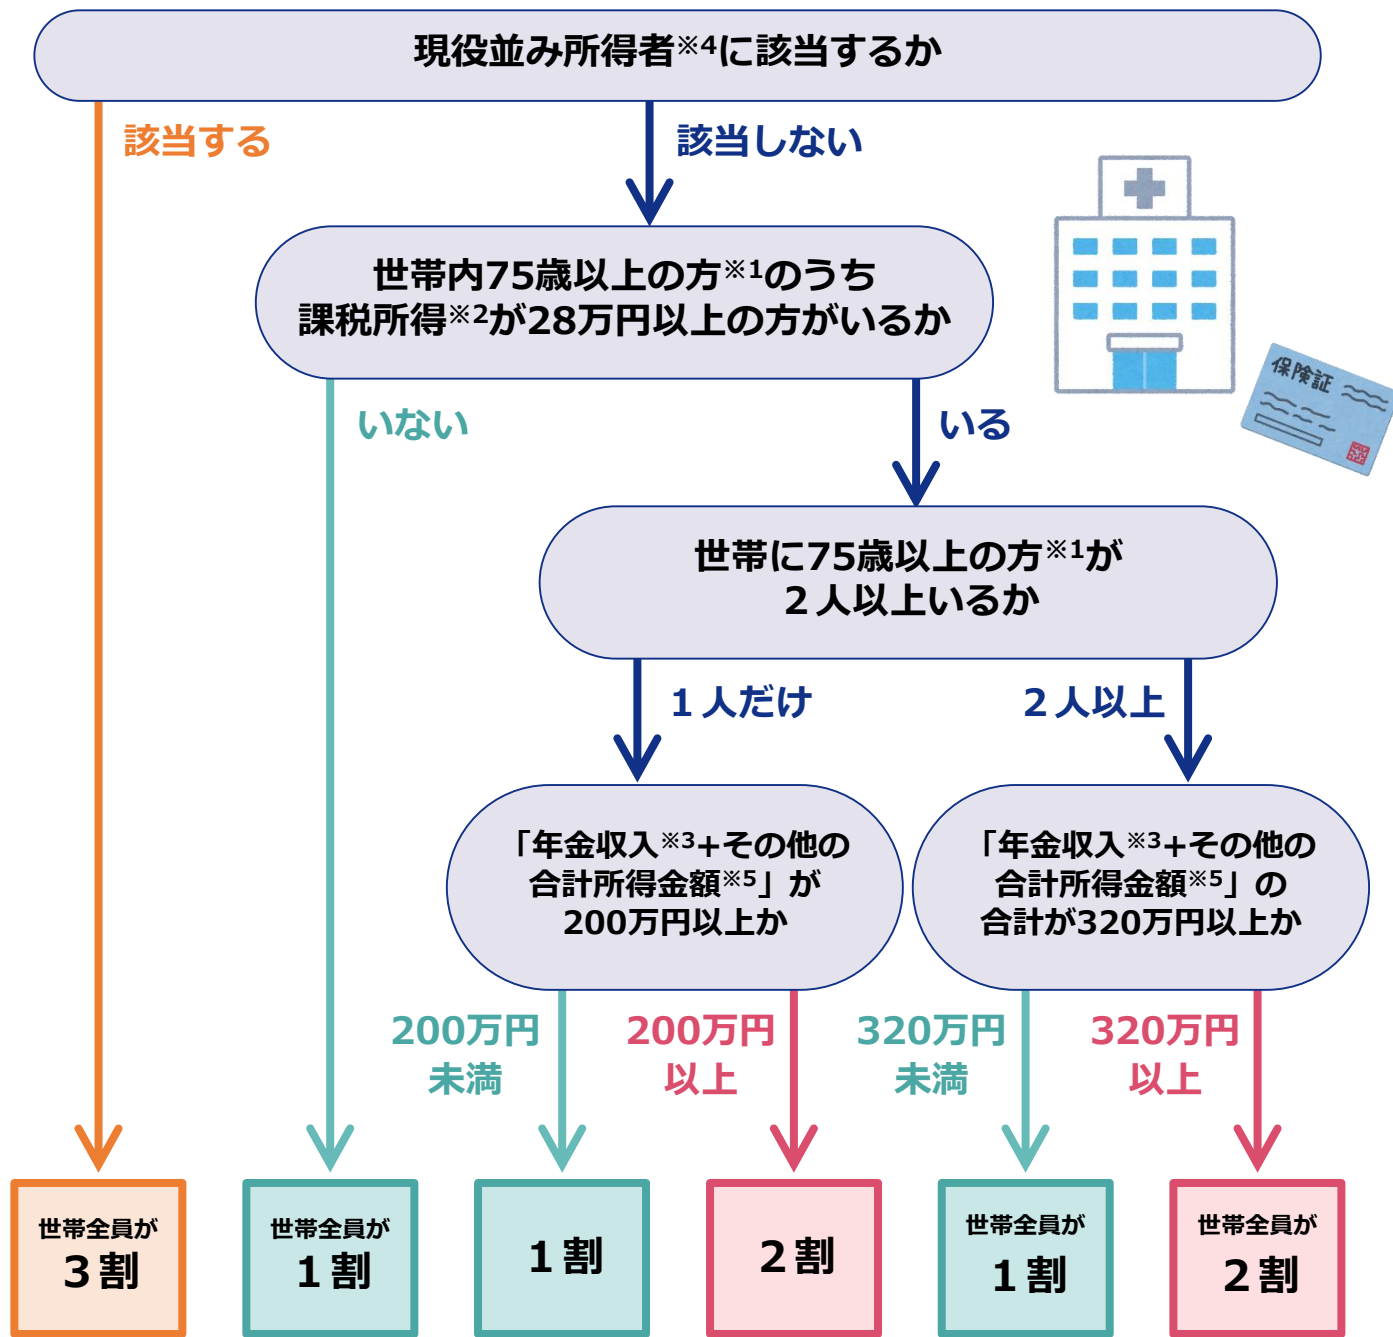 現役並み所得者※4に該当するか
該当する
該当しない
世帯内75歳以上の方※1のうち
課税所得※2が28万円以上の方がいるか
保険証
いない
いる
世帯に75歳以上の方※1が
２人以上いるか
１人だけ
２人以上
「年金収入※3+その他の
合計所得金額※5」が
200万円以上か
「年金収入※3+その他の
合計所得金額※5」の
合計が320万円以上か
200万円
未満
200万円
以上
320万円
未満
320万円
以上
世帯全員が
３割
世帯全員が
１割
１割
２割
世帯全員が
１割
世帯全員が
２割